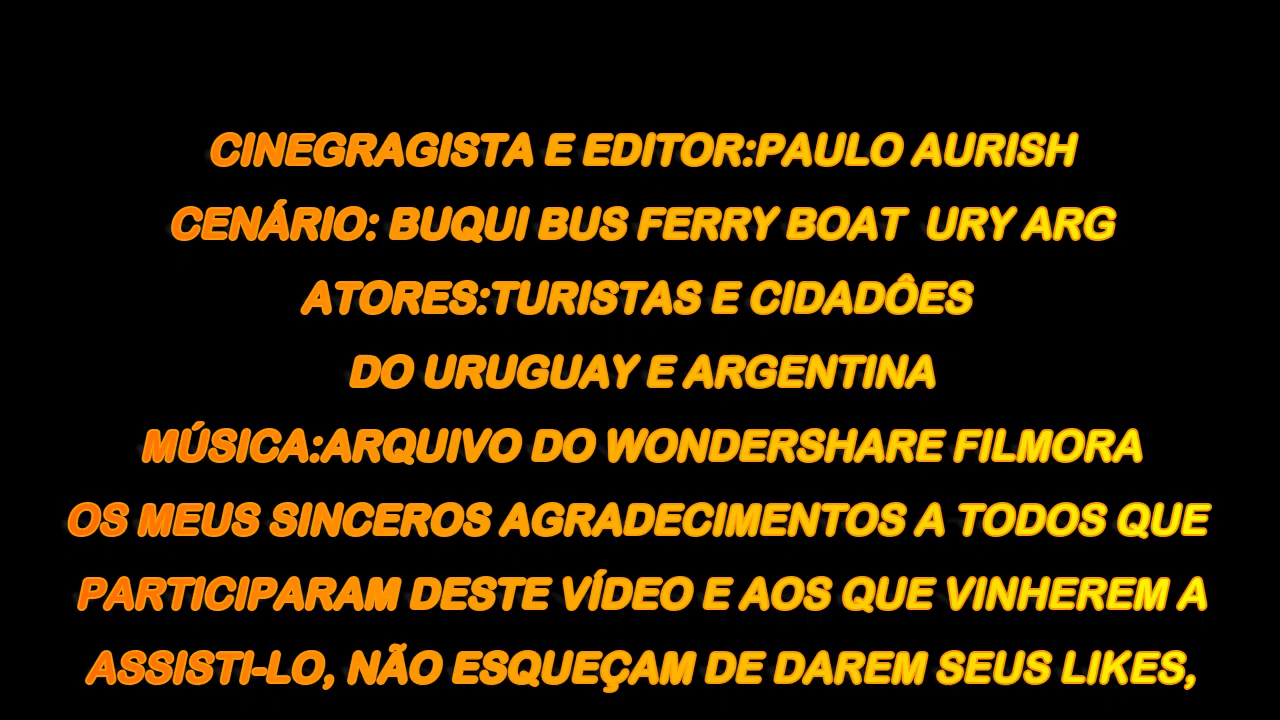 CINEGRAGISTA E EDITOR:PAULO AURISH
CENÁRIO: BUQUI BUS FERRY BOAT  URY ARG
ATORES:TURISTAS E CIDADÔES
DO URUGUAY E ARGENTINA
MÚSICA:ARQUIVO DO WONDERSHARE FILMORA
OS MEUS SINCEROS AGRADECIMENTOS A TODOS QUE
PARTICIPARAM DESTE VÍDEO E AOS QUE VINHEREM A
ASSISTI-LO, NÃO ESQUEÇAM DE DAREM SEUS LIKES,